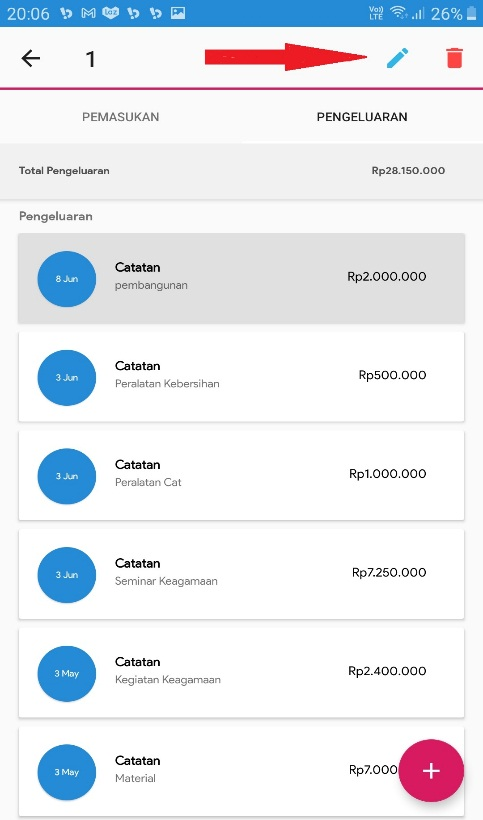 20:06 Vo)) LTE 26%
1
PEMASUKAN PENGELUARAN
Total Pengeluaran Rp28.150.000
Pengeluaran
8 Jun Catatan pembangunan Rp2.000.000
3 Jun Catatan Peralatan Kebersihan Rp500.000
3 Jun Catatan Peralatan Cat Rp1.000.000
3 Jun Catatan Seminar Keagamaan Rp7.250.000
3 May Catatan Kegiatan Keagamaan Rp2.400.000
3 May Catatan Material Rp7.000